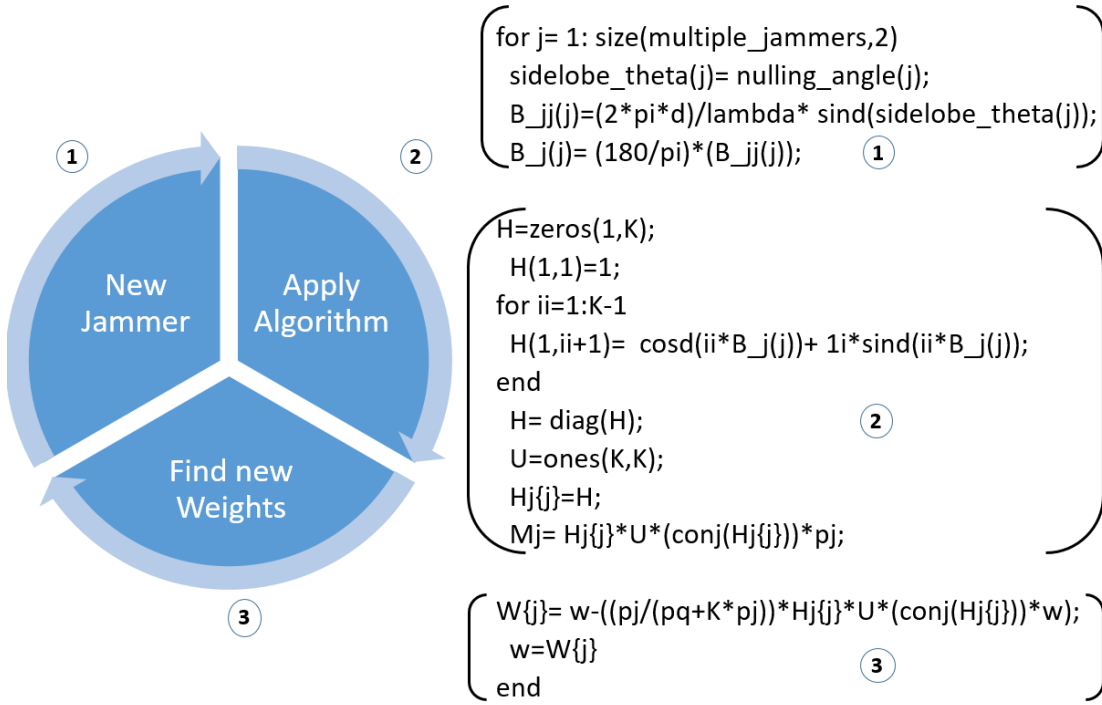 1
2
New
Jammer
Apply
Algorithm
Find new
Weights
3
for j= 1: size(multiple_jammers,2)
sidelobe_theta(j)= nulling_angle(j);
B_jj(j)=(2*pi*d)/lambda* sind(sidelobe_theta(j));
B_j(j)= (180/pi)*(B_jj(j));
1
H=zeros(1,K);
H(1,1)=1;
for ii=1:K-1
H(1,ii+1)= cosd(ii*B_j(j))+ 1i*sind(ii*B_j(j));
end
H= diag(H);
2
U=ones(K,K);
Hj{j}=H;
Mj= Hj{j}*U*(conj(Hj{j}))*pj;
W{j}= w-((pj/(pq+K*pj))*Hj{j}*U*(conj(Hj{j}))*w);
w=W{j}
3
end